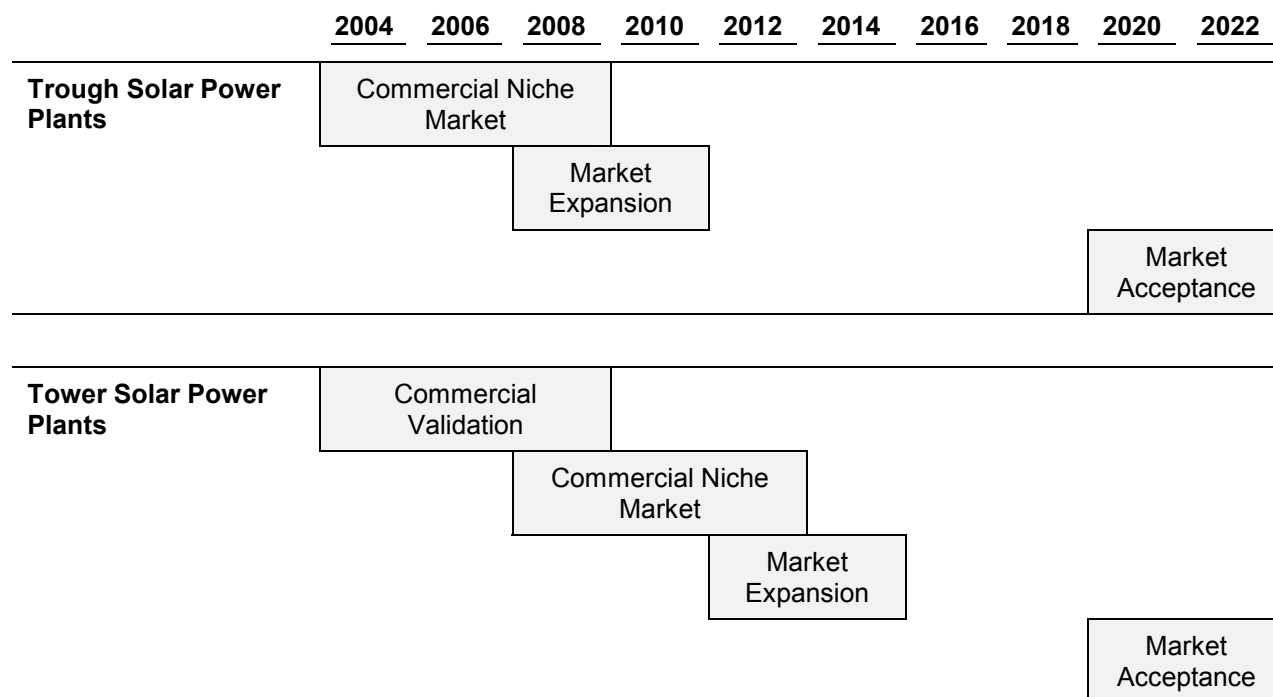 2004 2006 2008 2010 2012 2014 2016 2018 2020 2022
Trough Solar Power
Plants
Commercial Niche
Market
Market
Expansion
Market
Acceptance
Tower Solar Power
Plants
Commercial
Validation
Commercial Niche
Market
Market
Expansion
Market
Acceptance